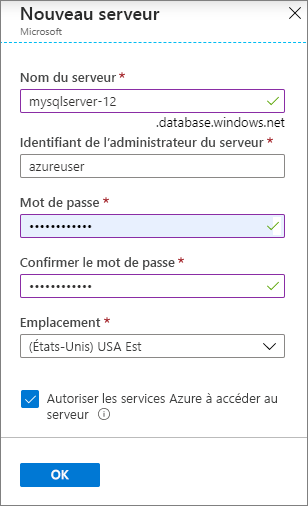 Nouveau serveur
Microsoft
Nom du serveur *
mysqlserver-12
.database.windows.net
Identifiant de l'administrateur du serveur *
azureuser
Mot de passe *
••••••••••••
Confirmer le mot de passe *
••••••••••••
Emplacement *
(États-Unis) USA Est
Autoriser les services Azure à accéder au
serveur
OK